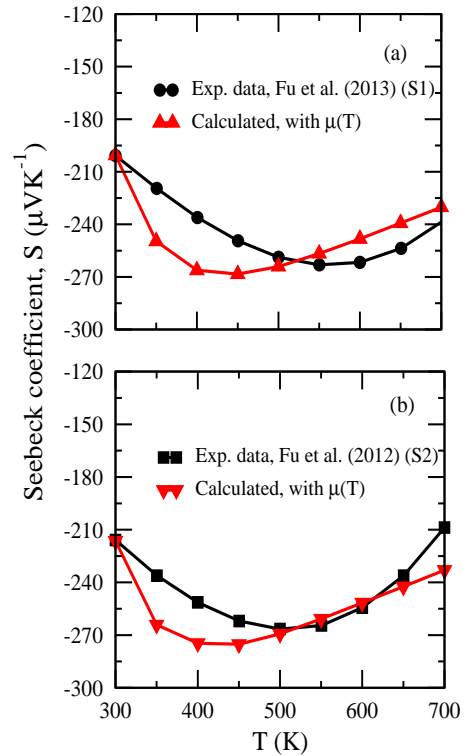 Seebeck coefficient, S (μVK⁻¹)
-120
-150
-180
-210
-240
-270
-300
(a)
Exp. data, Fu et al. (2013) (S1)
Calculated, with μ(T)
-120
-150
-180
-210
-240
-270
-300
(b)
Exp. data, Fu et al. (2012) (S2)
Calculated, with μ(T)
300 400 500 600 700
T (K)